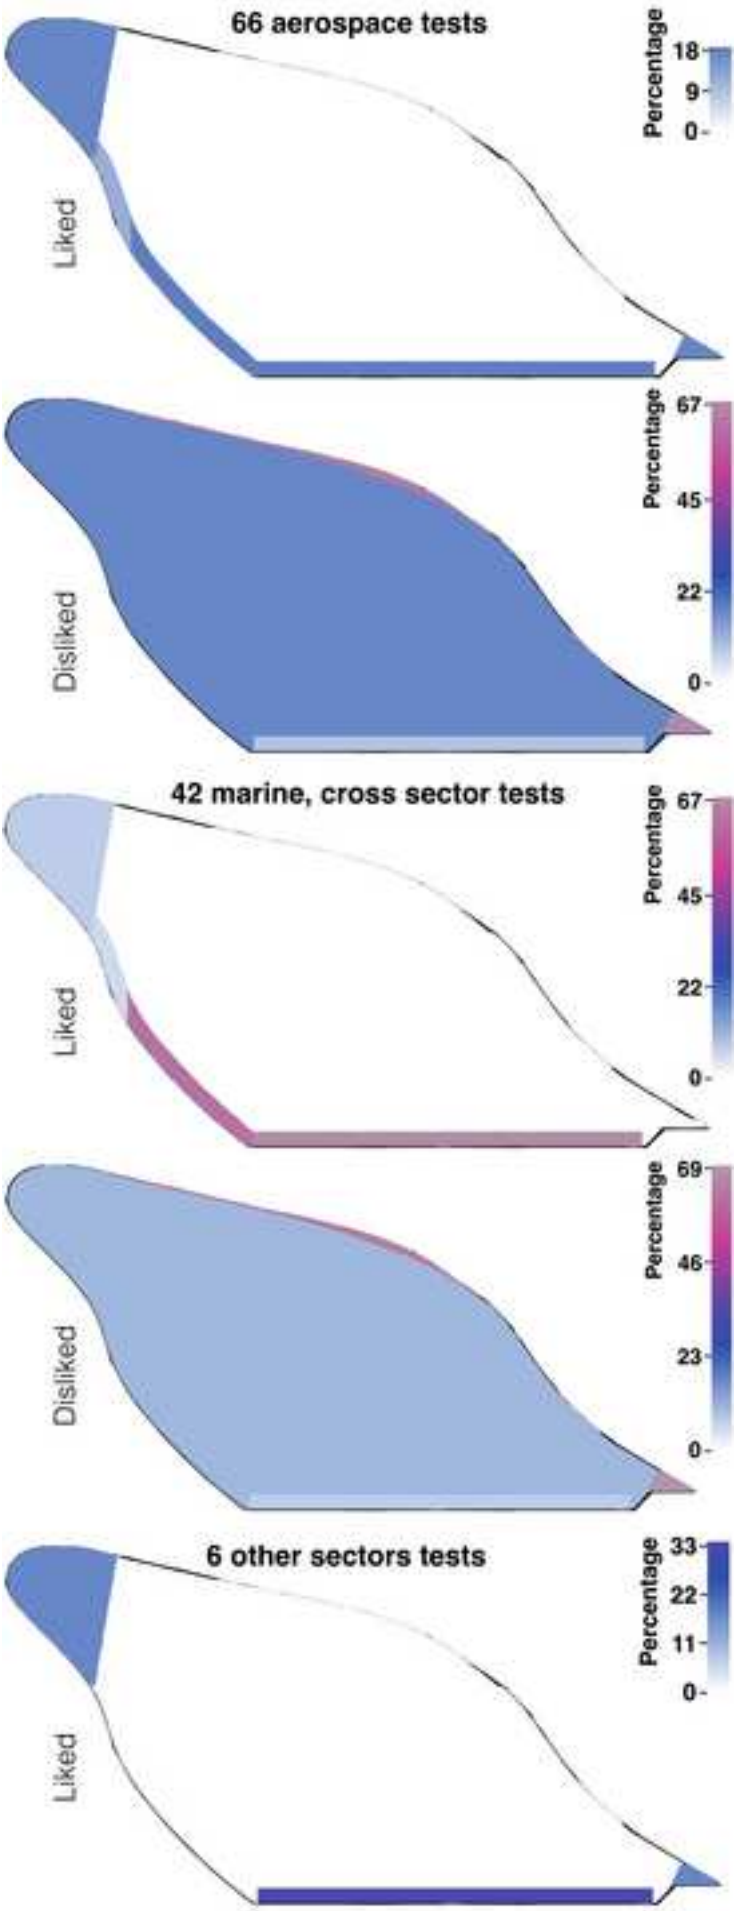 66 aerospace tests
Percentage
18
9
0
Liked
Percentage
67
45
22
0
Disliked
42 marine, cross sector tests
Percentage
67
45
22
0
Liked
Percentage
69
46
23
0
Disliked
6 other sectors tests
Percentage
33
22
11
0
Liked